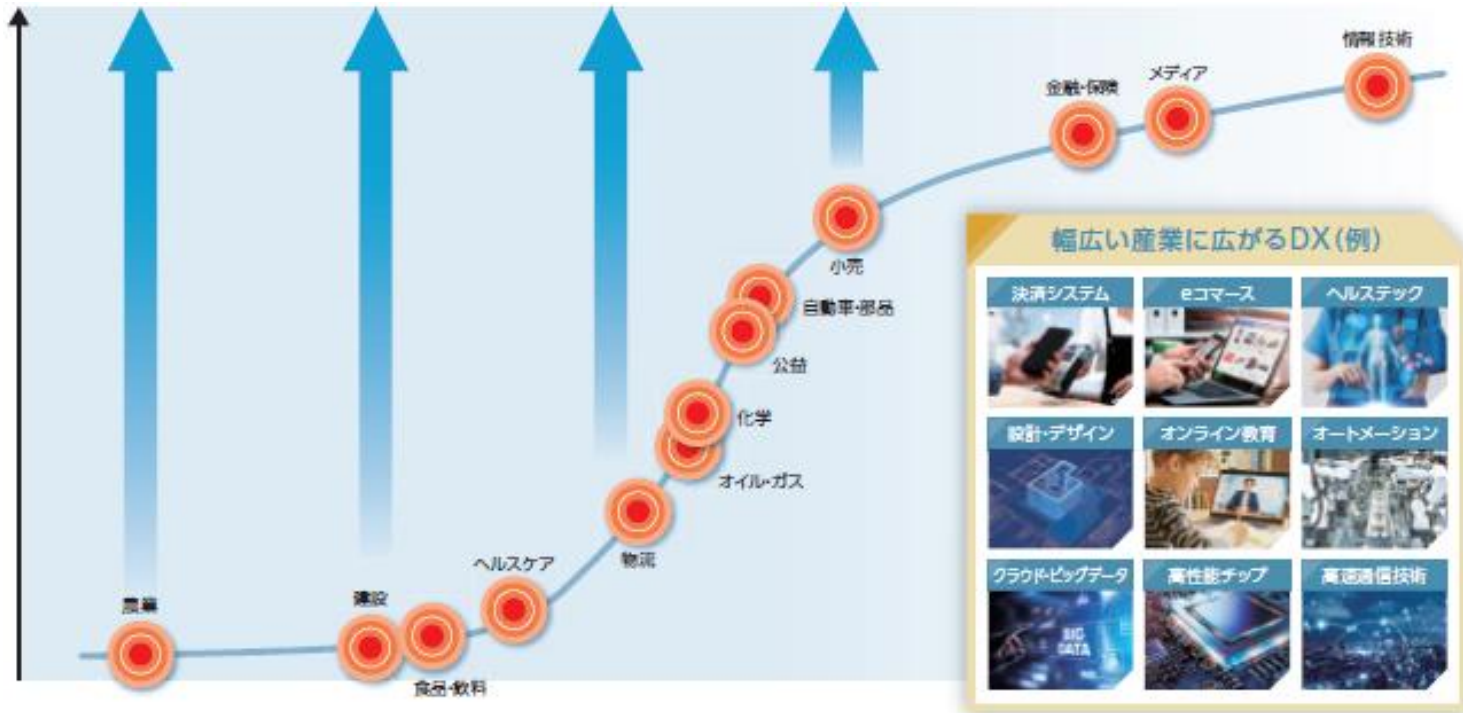 情報技術
メディア
金融・保険
小売
自動車・部品
公益
化学
オイル・ガス
物流
ヘルスケア
建設
農業
食品・飲料
幅広い産業に広がるDX(例)
決済システム
eコマース
ヘルステック
設計・デザイン
オンライン教育
オートメーション
クラウド・ビッグデータ
高性能チップ
高速通信技術
BIG
DATA